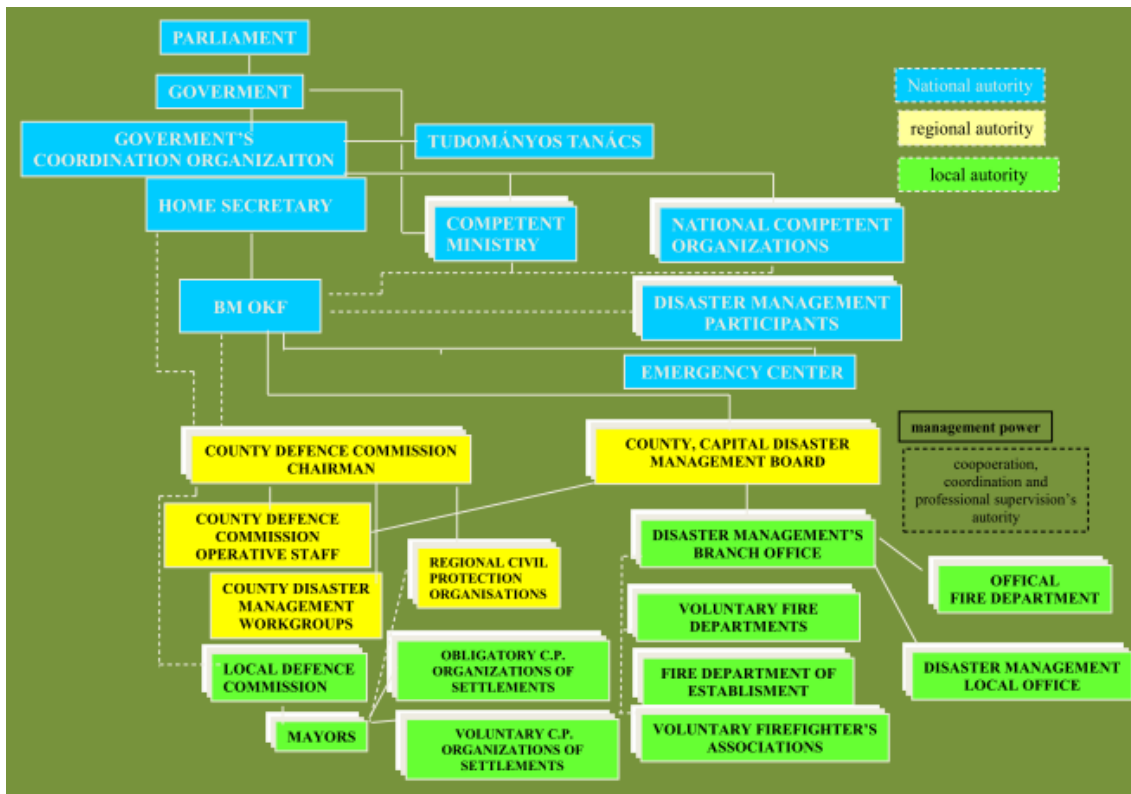 PARLIAMENT
GOVERMENT
GOVERMENT'S
COORDINATION ORGANIZAITON
TUDOMÁNYOS TANÁCS
HOME SECRETARY
COMPETENT
MINISTRY
NATIONAL COMPETENT
ORGANIZATIONS
National autority
regional autority
local autority
BM OKF
DISASTER MANAGEMENT
PARTICIPANTS
EMERGENCY CENTER
COUNTY DEFENCE COMMISSION
CHAIRMAN
COUNTY, CAPITAL DISASTER
MANAGEMENT BOARD
management power
coopoeration,
coordination and
professional supervision's
autority
COUNTY DEFENCE
COMMISSION
OPERATIVE STAFF
REGIONAL CIVIL
PROTECTION
ORGANISATIONS
DISASTER MANAGEMENT'S
BRANCH OFFICE
OFFICAL
FIRE DEPARTMENT
COUNTY DISASTER
MANAGEMENT
WORKGROUPS
VOLUNTARY FIRE
DEPARTMENTS
LOCAL DEFENCE
COMMISSION
OBLIGATORY C.P.
ORGANIZATIONS OF
SETTLEMENTS
FIRE DEPARTMENT OF
ESTABLISMENT
DISASTER MANAGEMENT
LOCAL OFFICE
MAYORS
VOLUNTARY C.P.
ORGANIZATIONS OF
SETTLEMENTS
VOLUNTARY FIREFIGHTER'S
ASSOCIATIONS